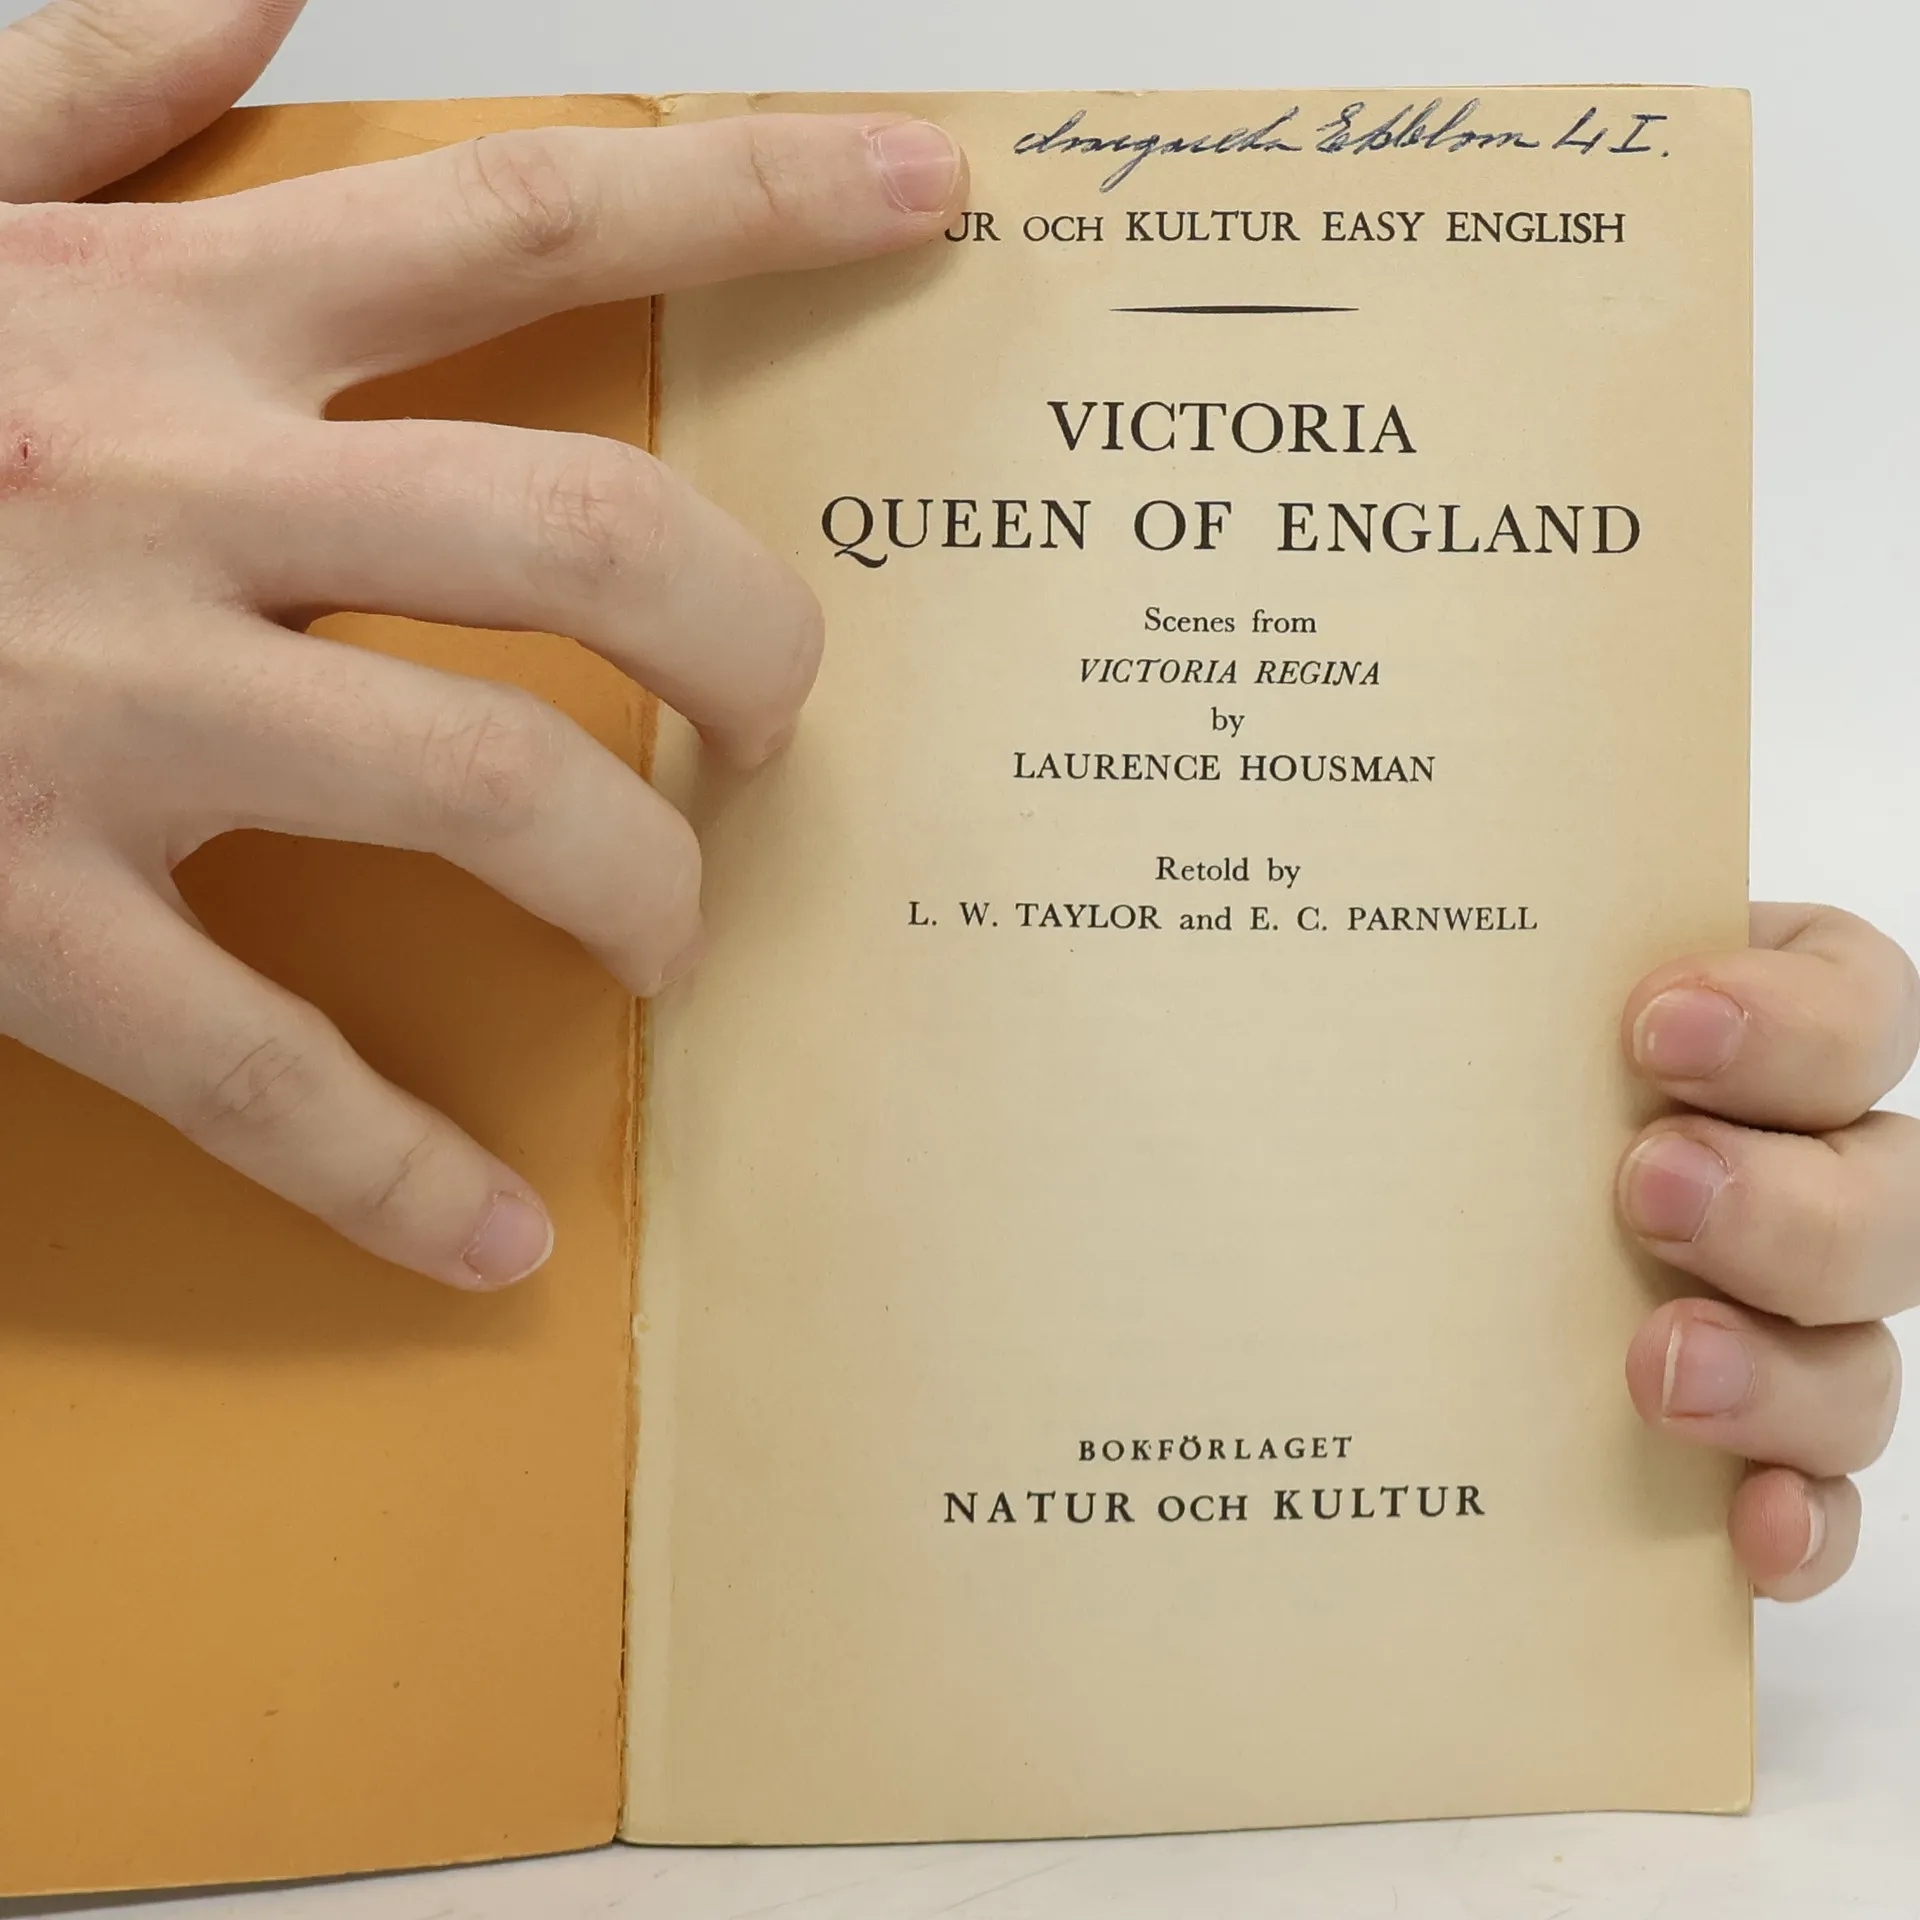 Ekblom L I.
UR OCH KULTUR EASY ENGLISH
VICTORIA
QUEEN OF ENGLAND
Scenes from
VICTORIA REGINA
by
LAURENCE HOUSMAN
Retold by
L. W. TAYLOR and E. C. PARNWELL
BOKFÖRLAGET
NATUR OCH KULTUR